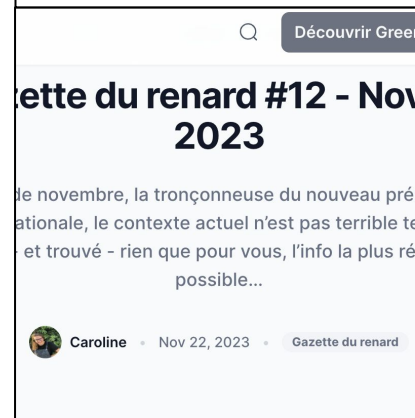 Découvrir Gree
zette du renard #12 - Nov
2023
de novembre, la tronçonneuse du nouveau pré
ationale, le contexte actuel n’est pas terrible te
- et trouvé - rien que pour vous, l’info la plus ré
possible...
Caroline • Nov 22, 2023 • Gazette du renard